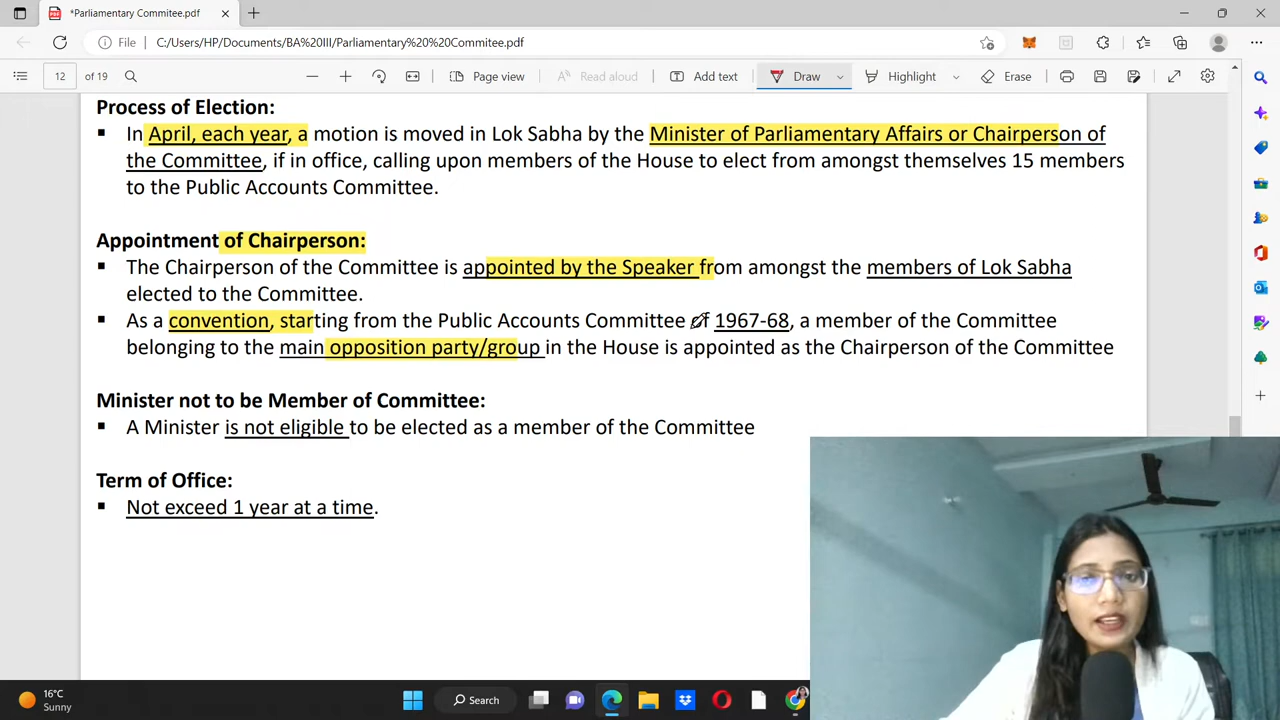 *Parliamentary Commitee.pdf
File
C:/Users/HP/Documents/BA%20III/Parliamentary%20%20Commitee.pdf
12 of 19
Page view
Read aloud
Add text
Draw
Highlight
Erase
Process of Election:
▪ In April, each year, a motion is moved in Lok Sabha by the Minister of Parliamentary Affairs or Chairperson of
the Committee, if in office, calling upon members of the House to elect from amongst themselves 15 members
to the Public Accounts Committee.
Appointment of Chairperson:
▪ The Chairperson of the Committee is appointed by the Speaker from amongst the members of Lok Sabha
elected to the Committee.
▪ As a convention, starting from the Public Accounts Committee of 1967-68, a member of the Committee
belonging to the main opposition party/group in the House is appointed as the Chairperson of the Committee
Minister not to be Member of Committee:
▪ A Minister is not eligible to be elected as a member of the Committee
Term of Office:
▪ Not exceed 1 year at a time.
16°C
Sunny
Search